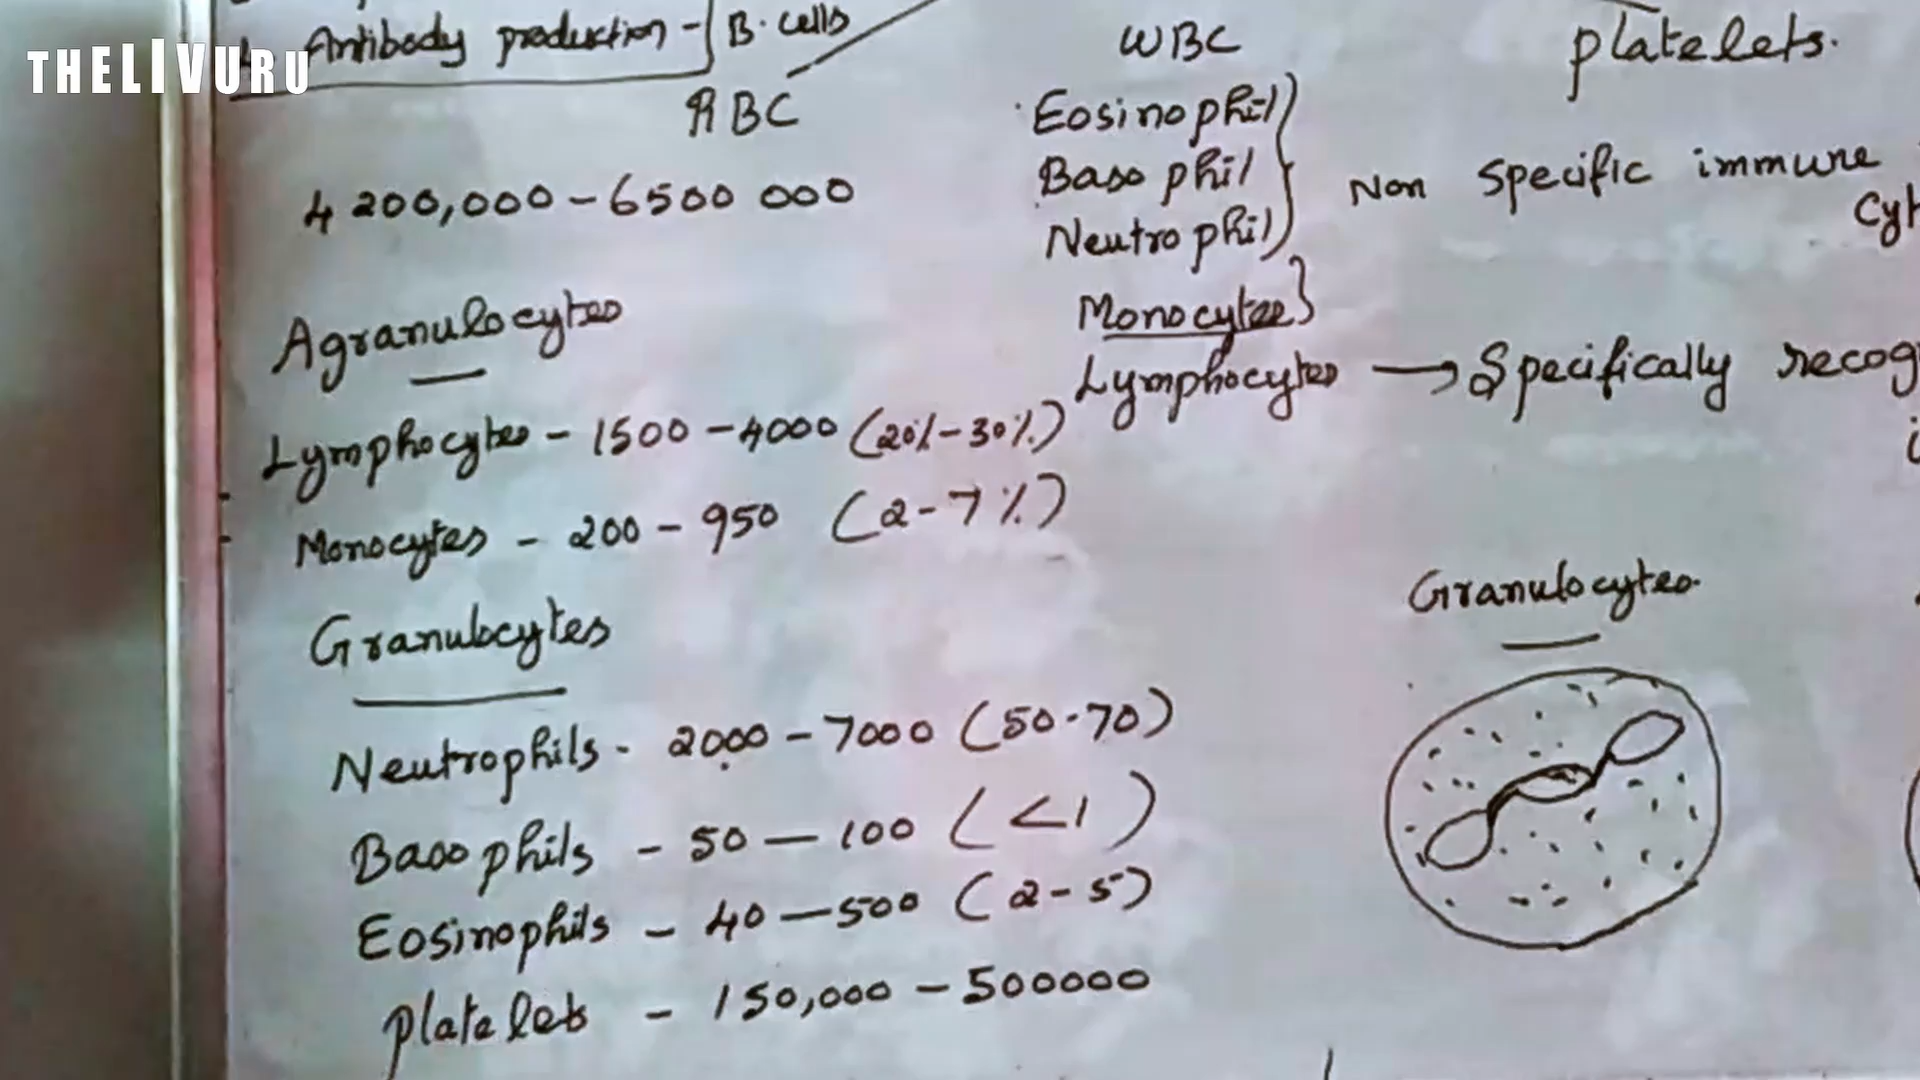 THELIVURU
Antibody production - B. cells
RBC
4 200,000 - 6500 000
WBC
Eosinophil
Basophil
Neutrophil
Non Specific immune
Monocytes
Lymphocytes → Specifically
platelets.
Agranulocytes
Lymphocytes - 1500 - 4000 (20% - 30%)
Monocytes - 200 - 950 (2 - 7%)
Granulocytes
Neutrophils - 2000 - 7000 (50-70)
Basophils - 50 - 100 (<1)
Eosinophils - 40 - 500 (2 - 5)
platelets - 150,000 - 500000
Granulocytes